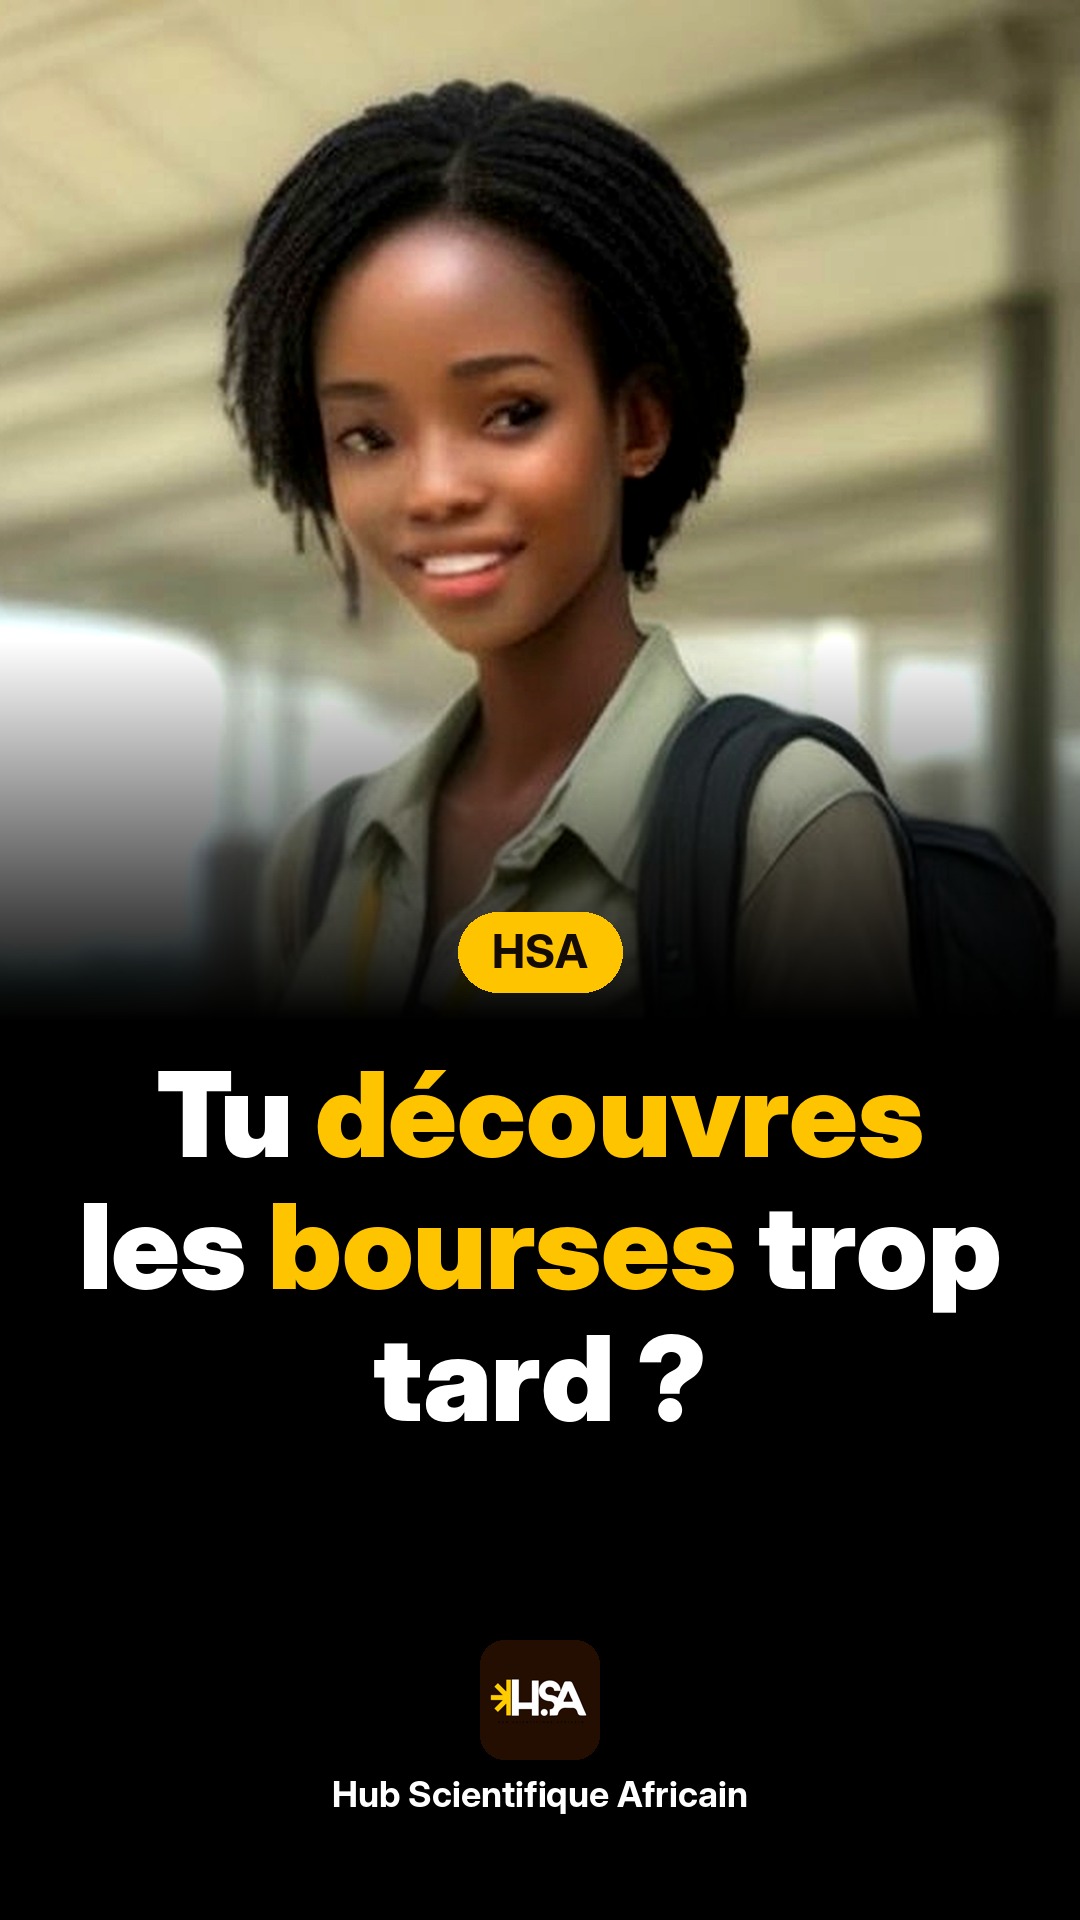 HSA
Tu découvres
les bourses trop
tard ?
HSA
Hub Scientifique Africain